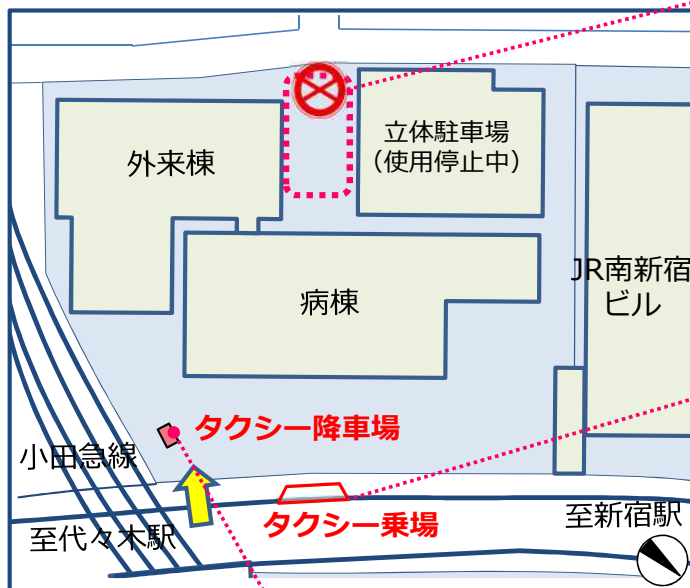 立体駐車場
（使用停止中）
外来棟
JR南新宿
ビル
病棟
タクシー降車場
小田急線
タクシー乗場
至新宿駅
至代々木駅